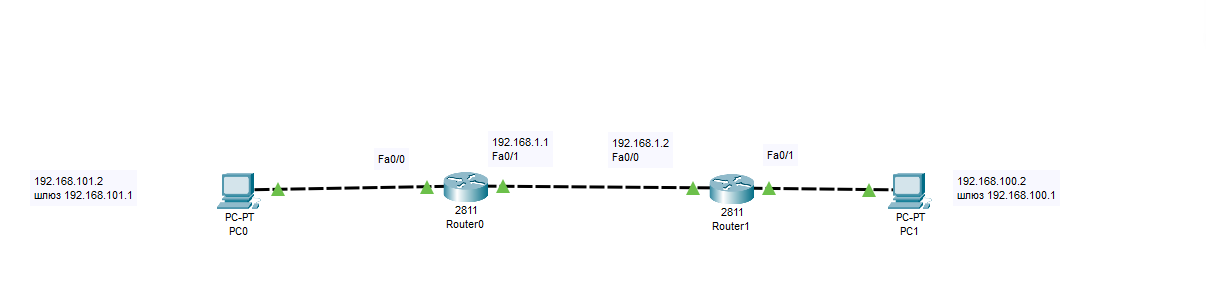 192.168.101.2
шлюз 192.168.101.1
PC-PT
PC0
Fa0/0
2811
Router0
192.168.1.1
Fa0/1
192.168.1.2
Fa0/0
2811
Router1
Fa0/1
PC-PT
PC1
192.168.100.2
шлюз 192.168.100.1